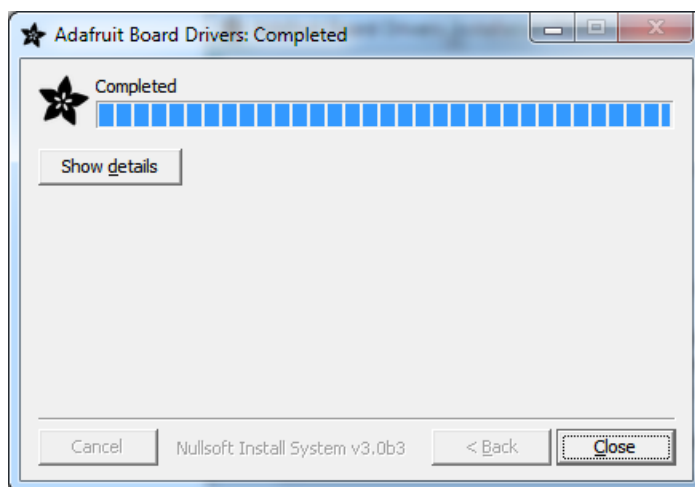 Adafruit Board Drivers: Completed
Completed
Show details
Cancel
Nullsoft Install System v3.0b3
< Back
Close